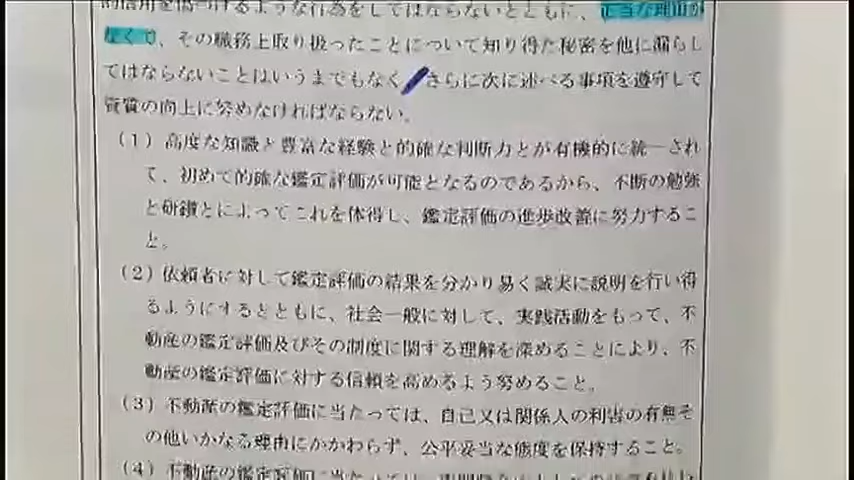 的信用を傷つけるような行為をしてはならないとともに、正当な理由が
なくて、その職務上取り扱ったことについて知り得た秘密を他に漏らし
てはならないことはいうまでもなく、さらに次に述べる事項を遵守して
資質の向上に努めなければならない。
(1) 高度な知識と豊富な経験と的確な判断力とが有機的に統一され
て、初めて的確な鑑定評価が可能となるのであるから、不断の勉強
と研鑽とによってこれを体得し、鑑定評価の進歩改善に努力するこ
と。
(2) 依頼者に対して鑑定評価の結果を分かり易く誠実に説明を行い得
るようにするとともに、社会一般に対して、実践活動をもって、不
動産の鑑定評価及びその制度に関する理解を深めることにより、不
動産の鑑定評価に対する信頼を高めるよう努めること。
(3) 不動産の鑑定評価に当たっては、自己又は関係人の利害の有無そ
の他いかなる理由にかかわらず、公平妥当な態度を保持すること。
(4) 不動産の鑑定評価に当たっては、